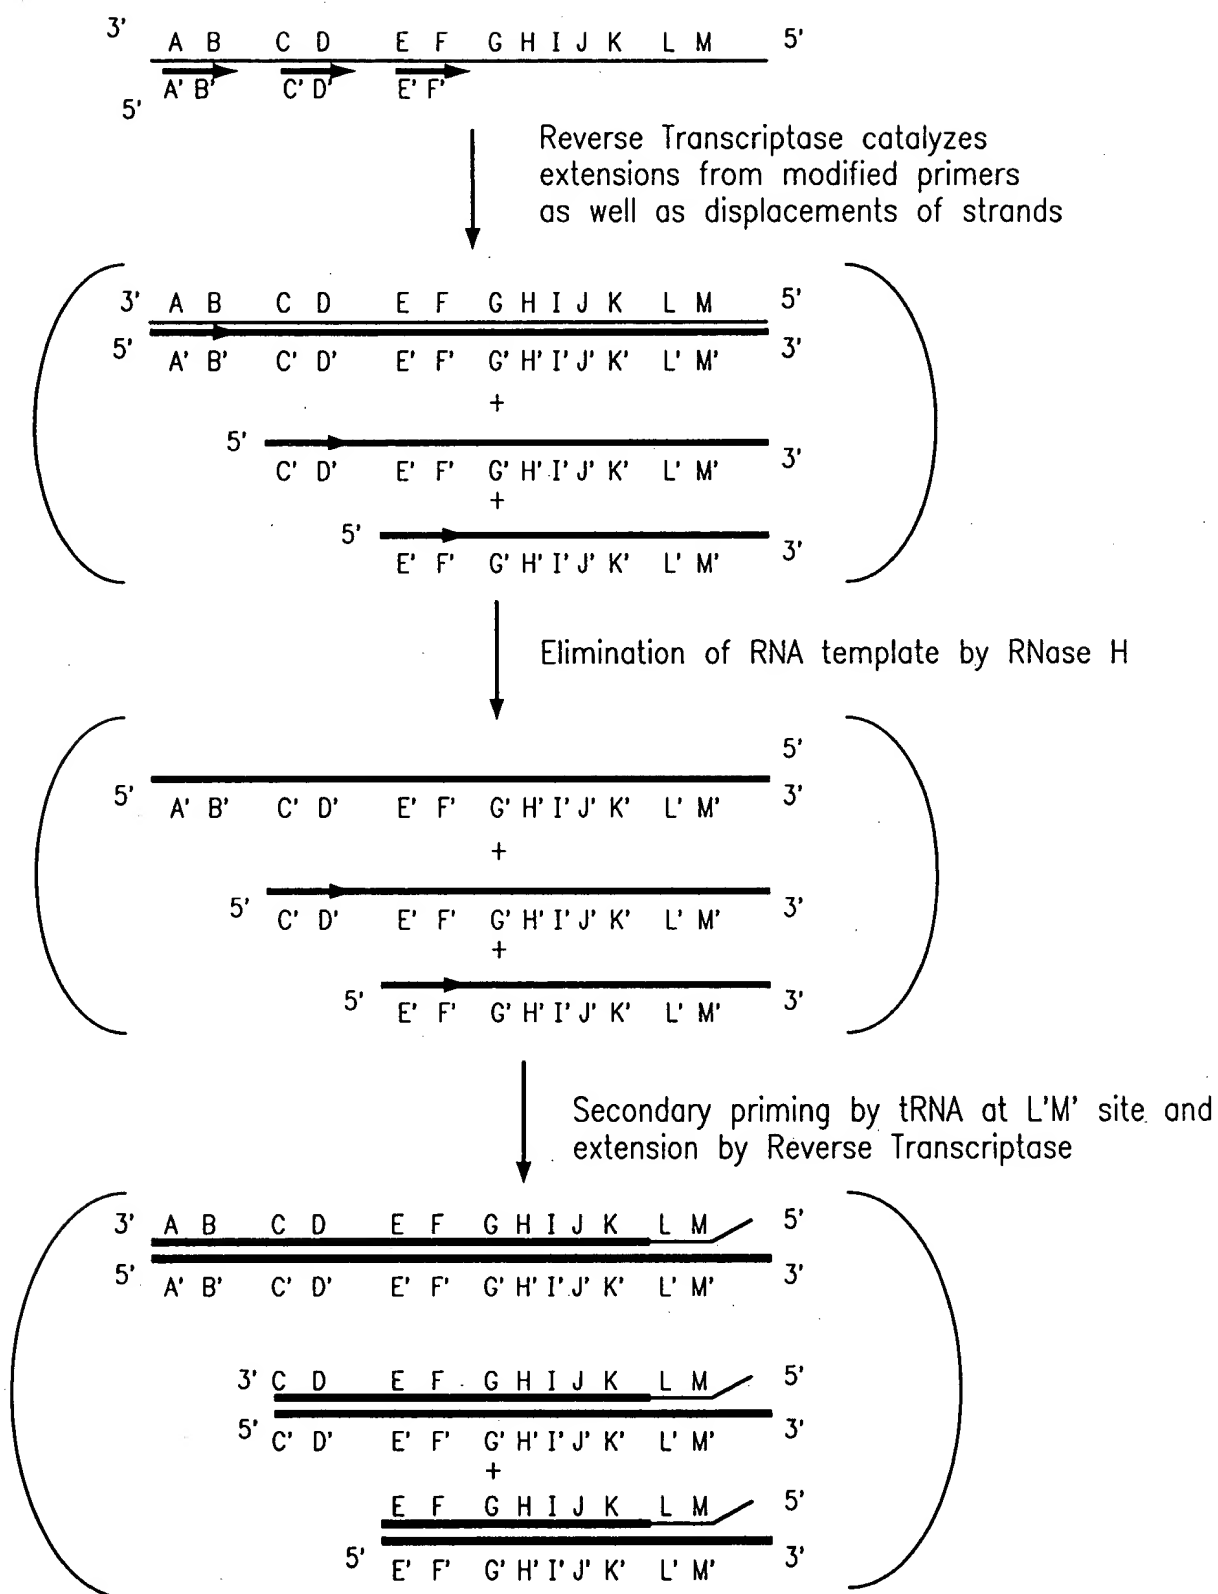 3' A B C D E F G H I J K L M 5'
5' A' B' C' D' E' F'
Reverse Transcriptase catalyzes
extensions from modified primers
as well as displacements of strands
3' A B C D E F G H I J K L M 5'
5' A' B' C' D' E' F' G' H' I' J' K' L' M' 3'
+
5' C' D' E' F' G' H' I' J' K' L' M' 3'
+
5' E' F' G' H' I' J' K' L' M' 3'
Elimination of RNA template by RNase H
5'
5' A' B' C' D' E' F' G' H' I' J' K' L' M' 3'
+
5' C' D' E' F' G' H' I' J' K' L' M' 3'
+
5' E' F' G' H' I' J' K' L' M' 3'
Secondary priming by tRNA at L'M' site and
extension by Reverse Transcriptase
3' A B C D E F G H I J K L M 5'
5' A' B' C' D' E' F' G' H' I' J' K' L' M' 3'
3' C D E F G H I J K L M 5'
5' C' D' E' F' G' H' I' J' K' L' M' 3'
+
E F G H I J K L M 5'
5' E' F' G' H' I' J' K' L' M' 3'